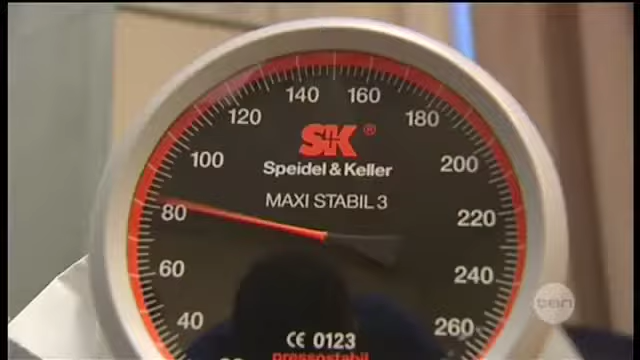 140 160
120 180
SK®
100 200
Speidel & Keller
MAXI STABIL 3
80 220
60 240
40 260
CE 0123
pressostabil
ten